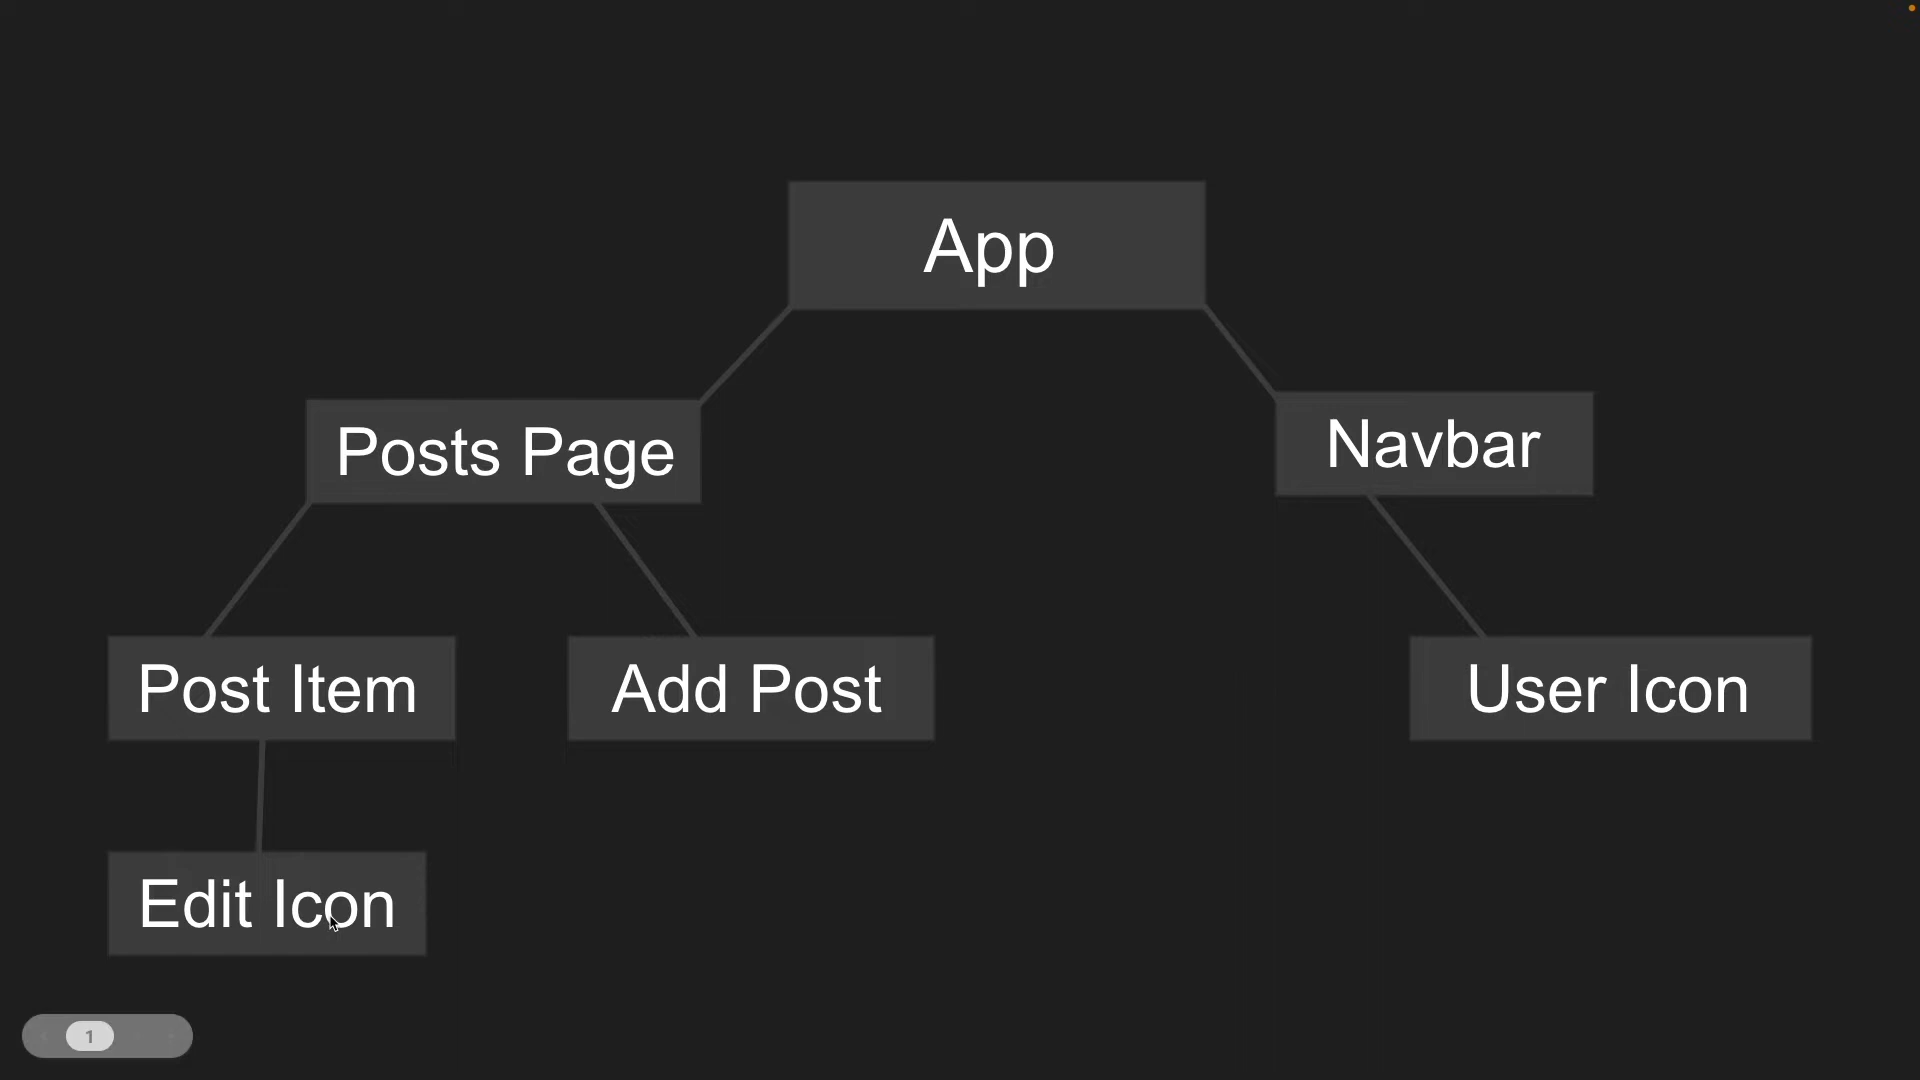 App
Posts Page
Navbar
Post Item
Add Post
User Icon
Edit Icon
1